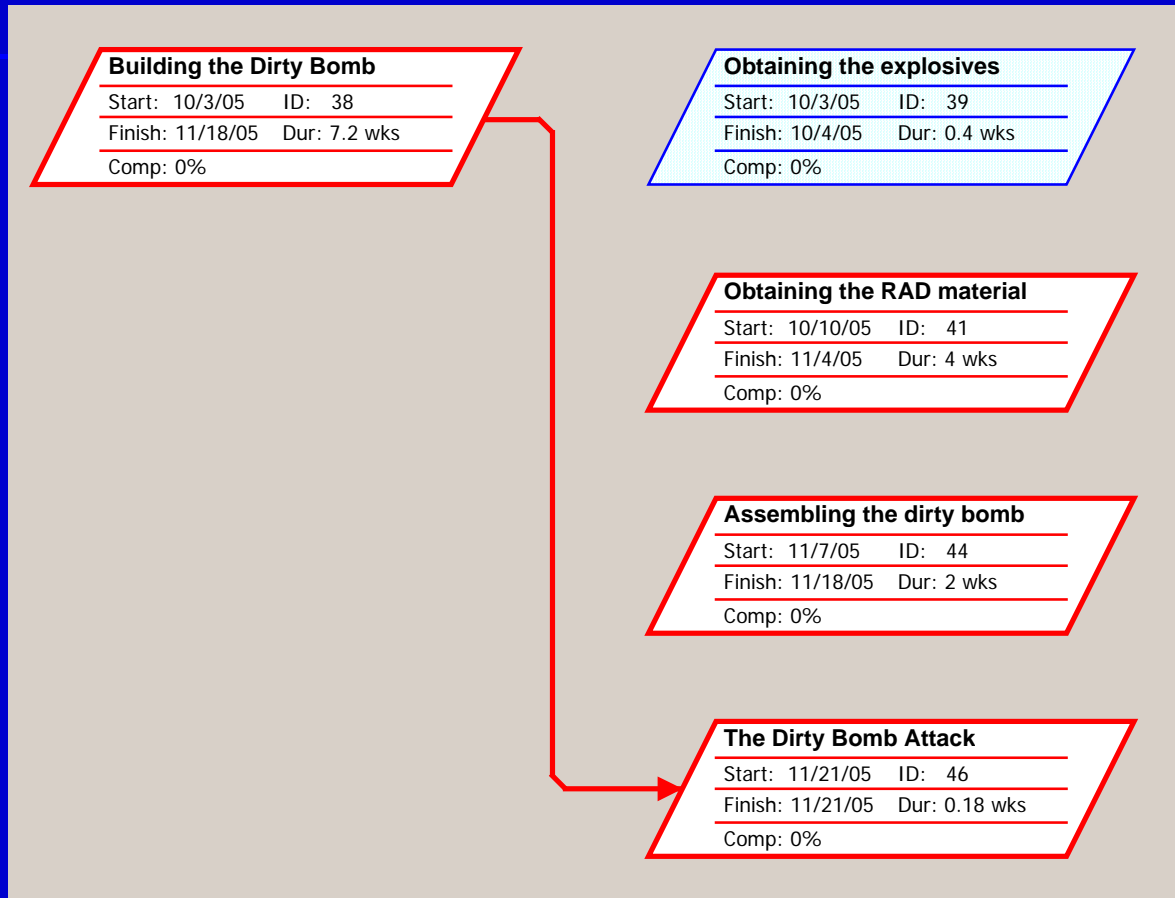 Building the Dirty Bomb
Start: 10/3/05 ID: 38
Finish: 11/18/05 Dur: 7.2 wks
Comp: 0%
Obtaining the explosives
Start: 10/3/05 ID: 39
Finish: 10/4/05 Dur: 0.4 wks
Comp: 0%
Obtaining the RAD material
Start: 10/10/05 ID: 41
Finish: 11/4/05 Dur: 4 wks
Comp: 0%
Assembling the dirty bomb
Start: 11/7/05 ID: 44
Finish: 11/18/05 Dur: 2 wks
Comp: 0%
The Dirty Bomb Attack
Start: 11/21/05 ID: 46
Finish: 11/21/05 Dur: 0.18 wks
Comp: 0%